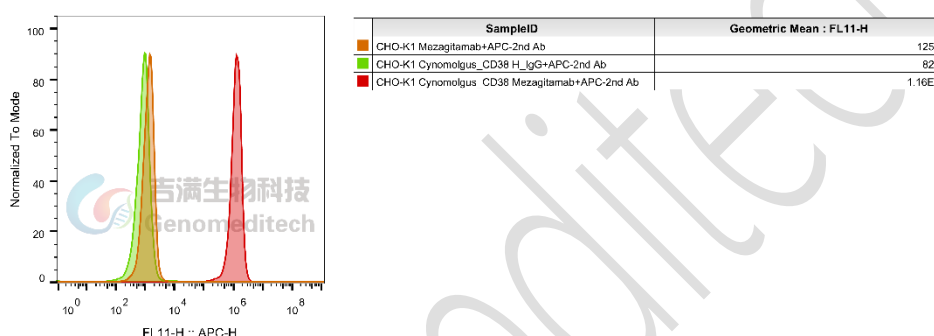 100
80
60
40
20
0
Normalized To Mode
10^0 10^2 10^4 10^6 10^8
FL11-H :: APC-H
吉满生物科技
Genomeditech
SampleID Geometric Mean : FL11-H
CHO-K1 Mezagitamab+APC-2nd Ab 125
CHO-K1 Cynomolgus_CD38 H_IgG+APC-2nd Ab 82
CHO-K1 Cynomolgus CD38 Mezagitamab+APC-2nd Ab 1.16E